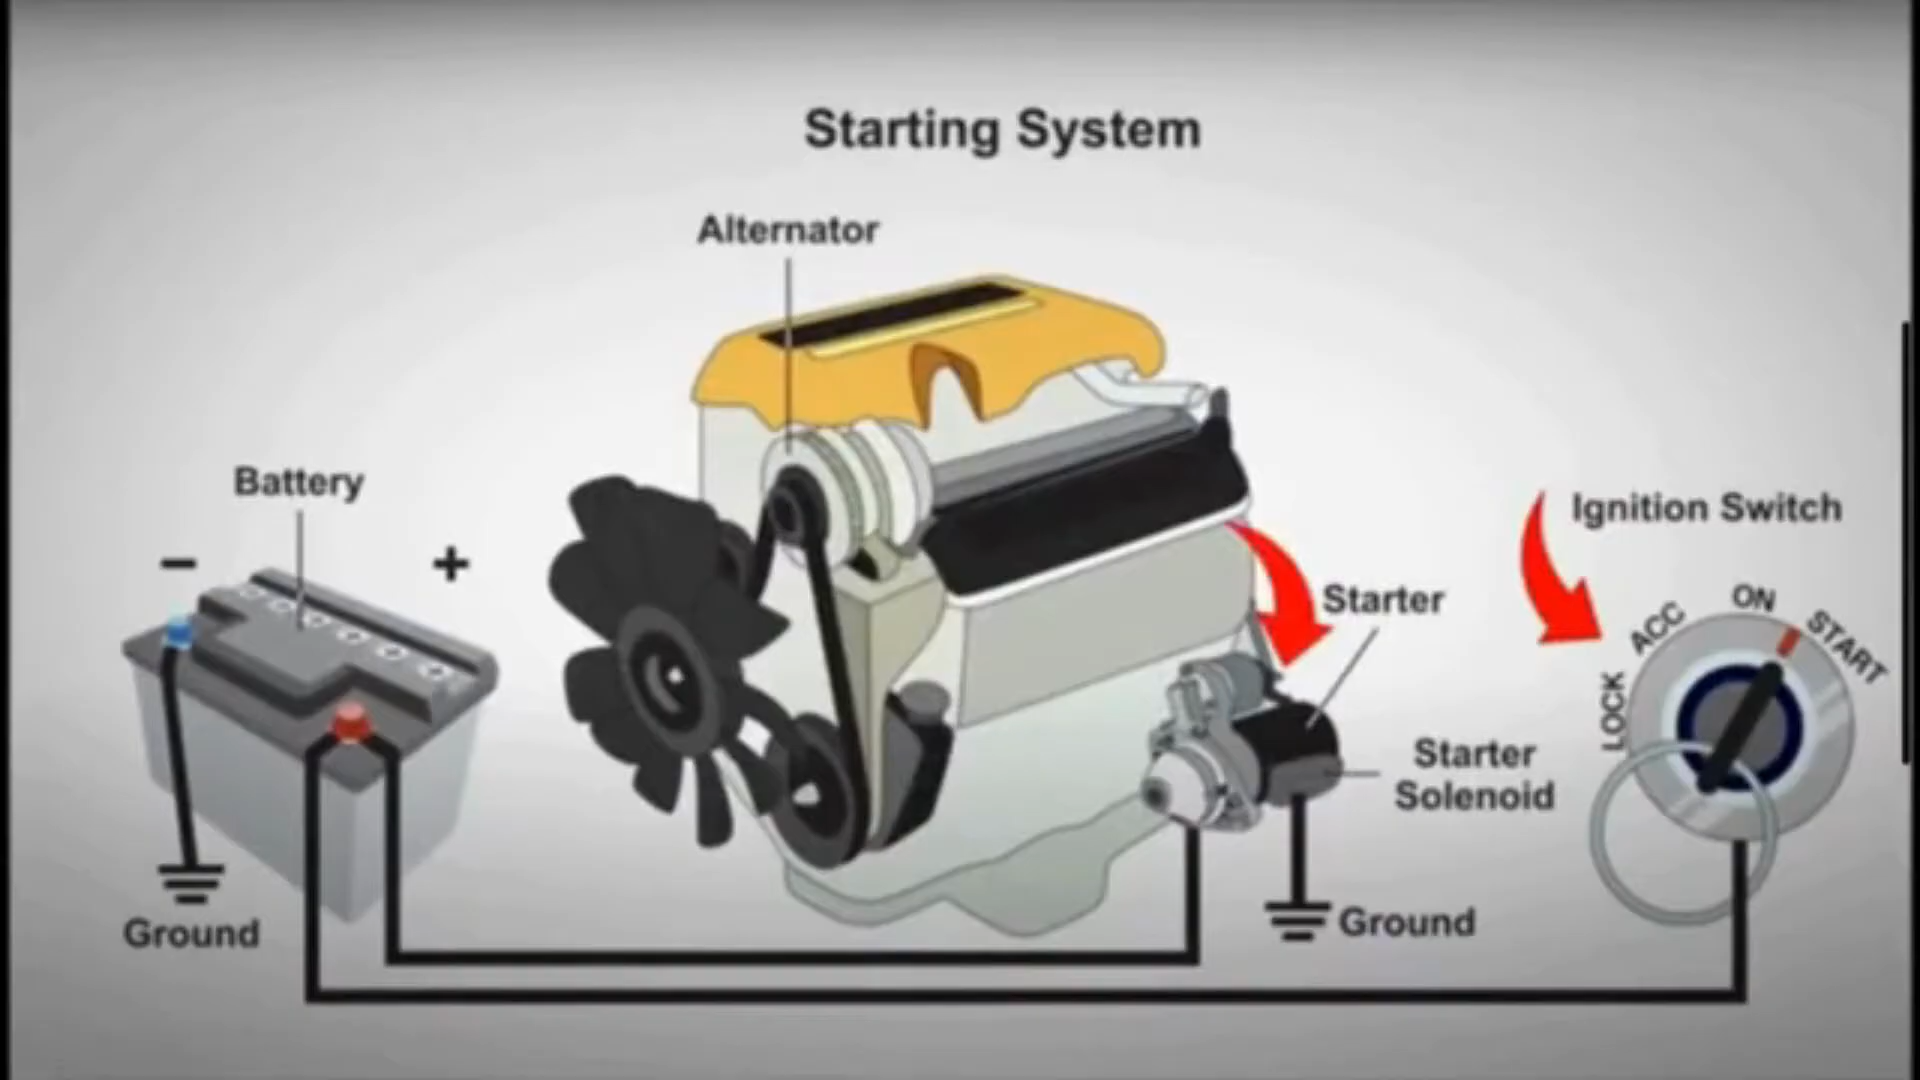 Starting System
Alternator
Battery
−
+
Ignition Switch
Starter
LOCK
ACC
ON
START
Starter
Solenoid
Ground
Ground